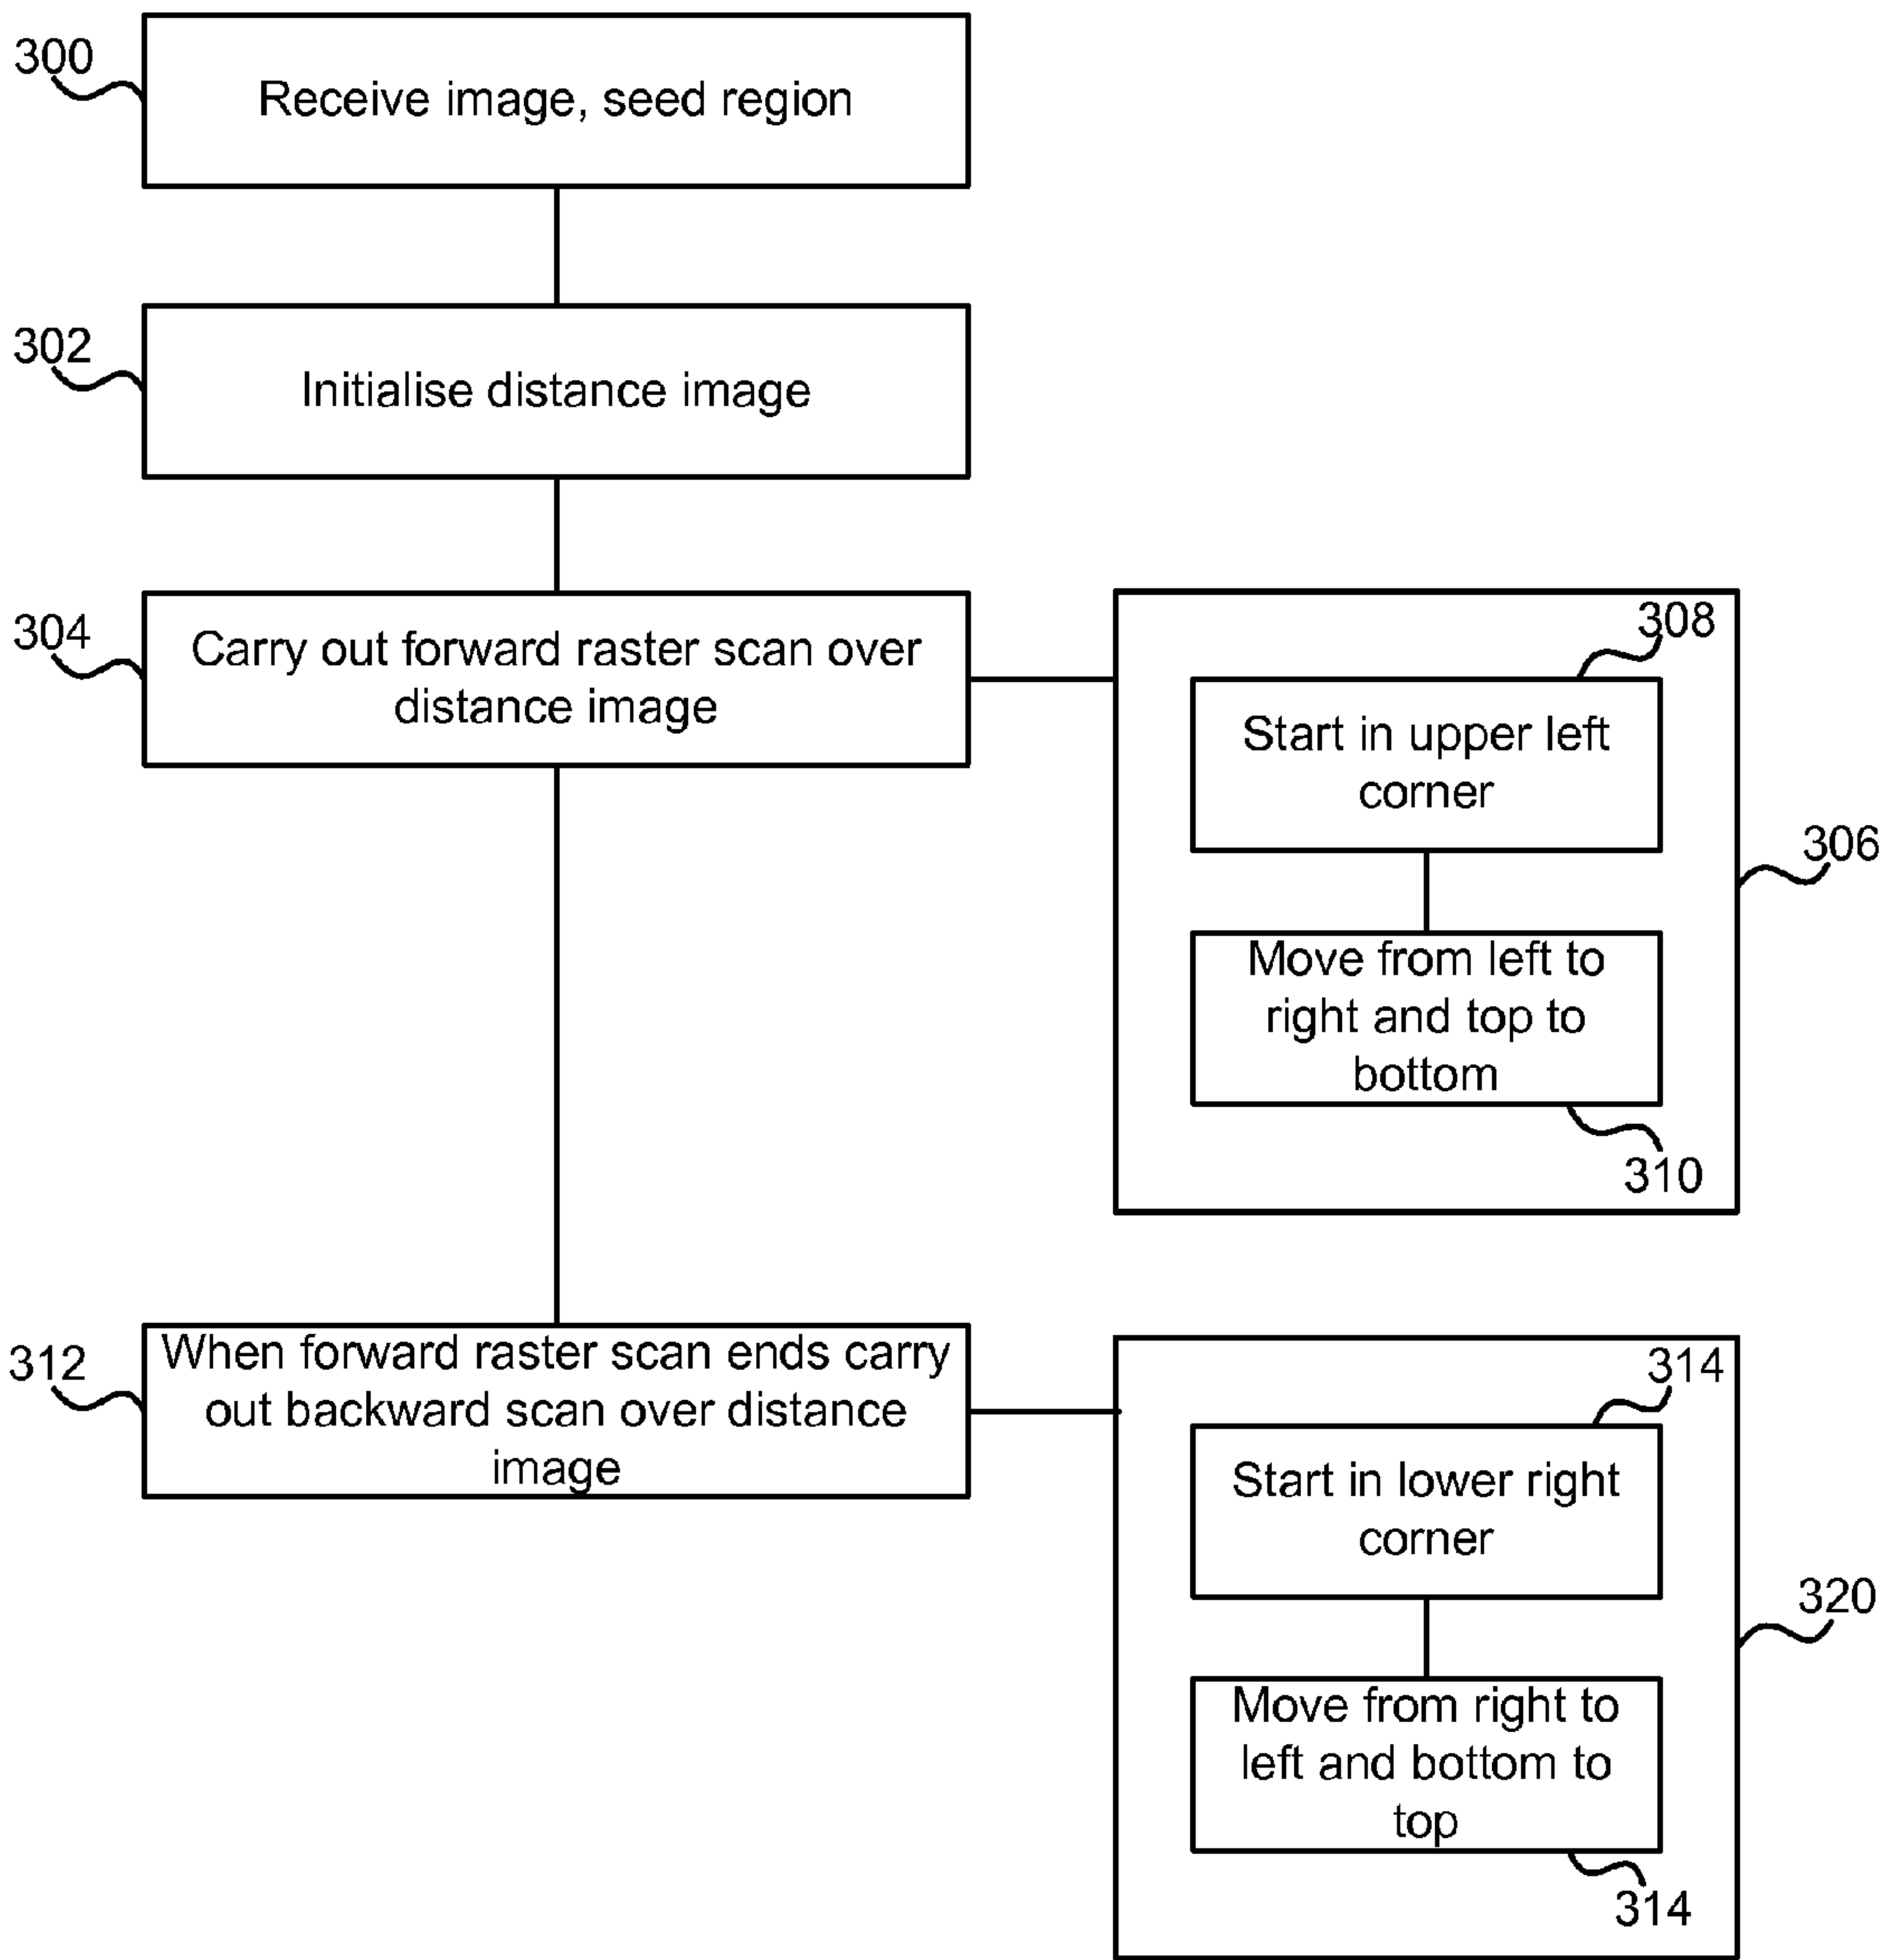 300
Receive image, seed region
302
Initialise distance image
304
Carry out forward raster scan over
distance image
308
Start in upper left
corner
306
Move from left to
right and top to
bottom
310
312
When forward raster scan ends carry
out backward scan over distance
image
314
Start in lower right
corner
320
Move from right to
left and bottom to
top
314